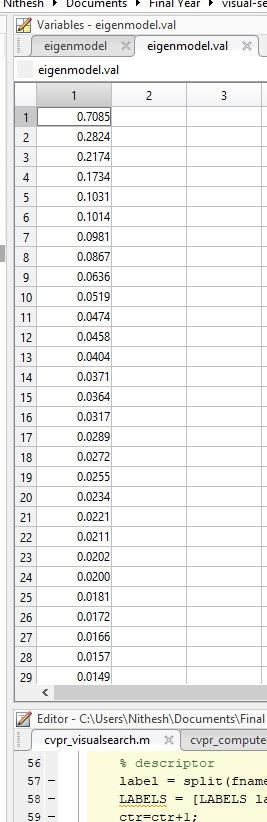 Nithesh ▸ Documents ▸ Final Year ▸ visual-se
Variables - eigenmodel.val
eigenmodel × eigenmodel.val ×
eigenmodel.val
1 2 3
1 0.7085
2 0.2824
3 0.2174
4 0.1734
5 0.1031
6 0.1014
7 0.0981
8 0.0867
9 0.0636
10 0.0519
11 0.0474
12 0.0458
13 0.0404
14 0.0371
15 0.0364
16 0.0317
17 0.0289
18 0.0272
19 0.0255
20 0.0234
21 0.0221
22 0.0211
23 0.0202
24 0.0200
25 0.0181
26 0.0172
27 0.0166
28 0.0157
29 0.0149
Editor - C:\Users\Nithesh\Documents\Final
cvpr_visualsearch.m × cvpr_compute
56 % descriptor
57 – label = split(fname
58 – LABELS = [LABELS la
59 – ctr=ctr+1;